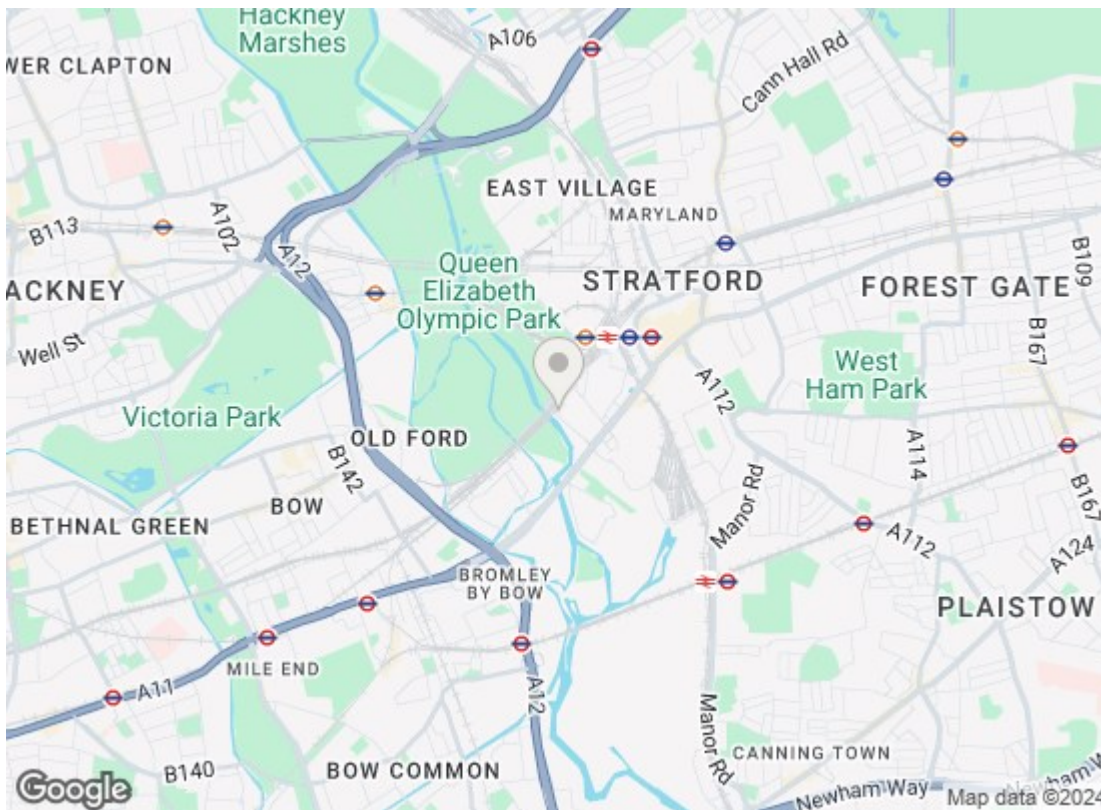 Hackney
Marshes
A106
WER CLAPTON
Cann Hall Rd
EAST VILLAGE
MARYLAND
A102
B113
A12
Queen
Elizabeth
Olympic Park
STRATFORD
FOREST GATE
B109
ACKNEY
Well St
B167
West
Ham Park
A112
Victoria Park
OLD FORD
B142
A114
BOW
Manor Rd
BETHNAL GREEN
B167
A112
A124
BROMLEY
BY BOW
PLAISTOW
MILE END
A11
A12
Manor Rd
CANNING TOWN
B140
BOW COMMON
Newham Way
Newham W
Google
Map data ©2024